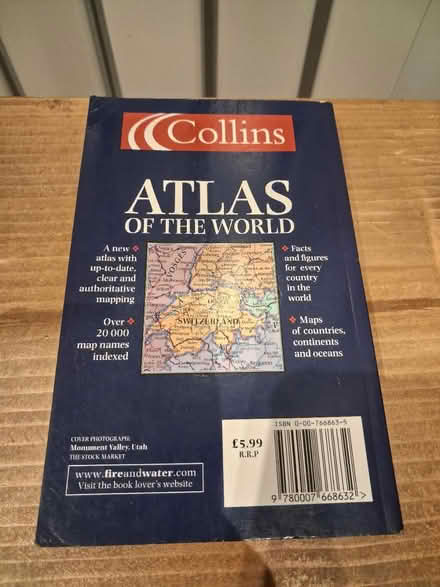 Collins
ATLAS
OF THE WORLD
A new
atlas with
up-to-date,
clear and
authoritative
mapping
Over
20 000
map names
indexed
VOSGES
SWITZERLAND
Facts
and figures
for every
country
in the
world
Maps
of countries,
continents
and oceans
COVER PHOTOGRAPH:
Monument Valley, Utah
THE STOCK MARKET
www.fireandwater.com
Visit the book lover's website
£5.99
R.R.P
ISBN 0-00-766863-5
9 780007 668632 >